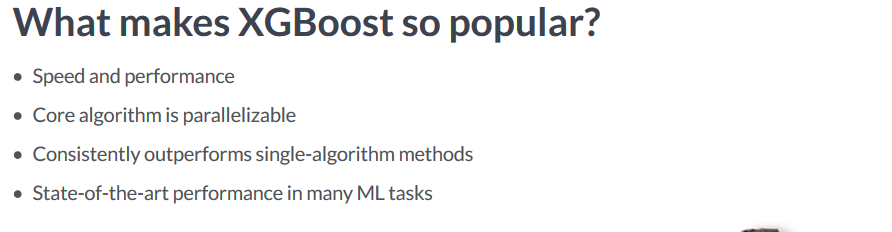 What makes XGBoost so popular?
• Speed and performance
• Core algorithm is parallelizable
• Consistently outperforms single-algorithm methods
• State-of-the-art performance in many ML tasks